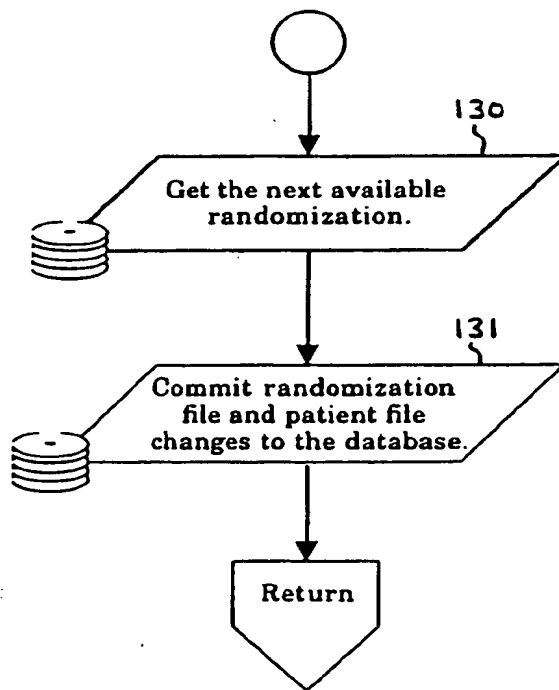 130
Get the next available
randomization.
131
Commit randomization
file and patient file
changes to the database.
Return